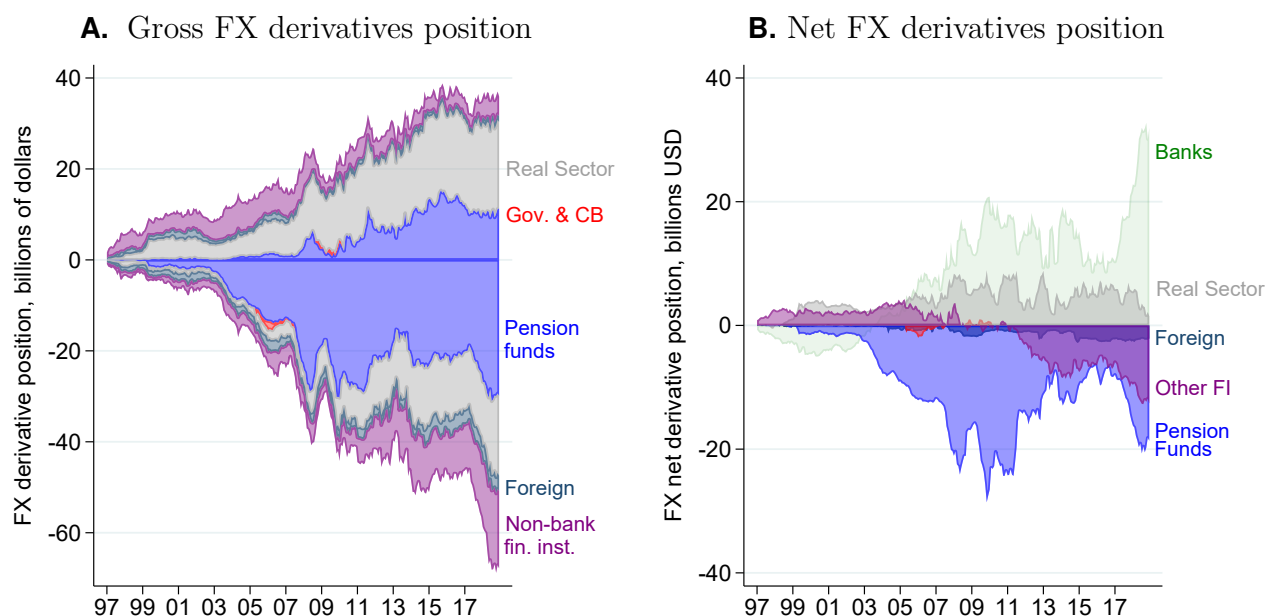 A. Gross FX derivatives position
FX derivative position, billions of dollars
40
20
0
-20
-40
-60
97 99 01 03 05 07 09 11 13 15 17
Real Sector
Gov. & CB
Pension
funds
Foreign
Non-bank
fin. inst.
B. Net FX derivatives position
FX net derivative position, billions USD
40
20
0
-20
-40
97 99 01 03 05 07 09 11 13 15 17
Banks
Real Sector
Foreign
Other FI
Pension
Funds